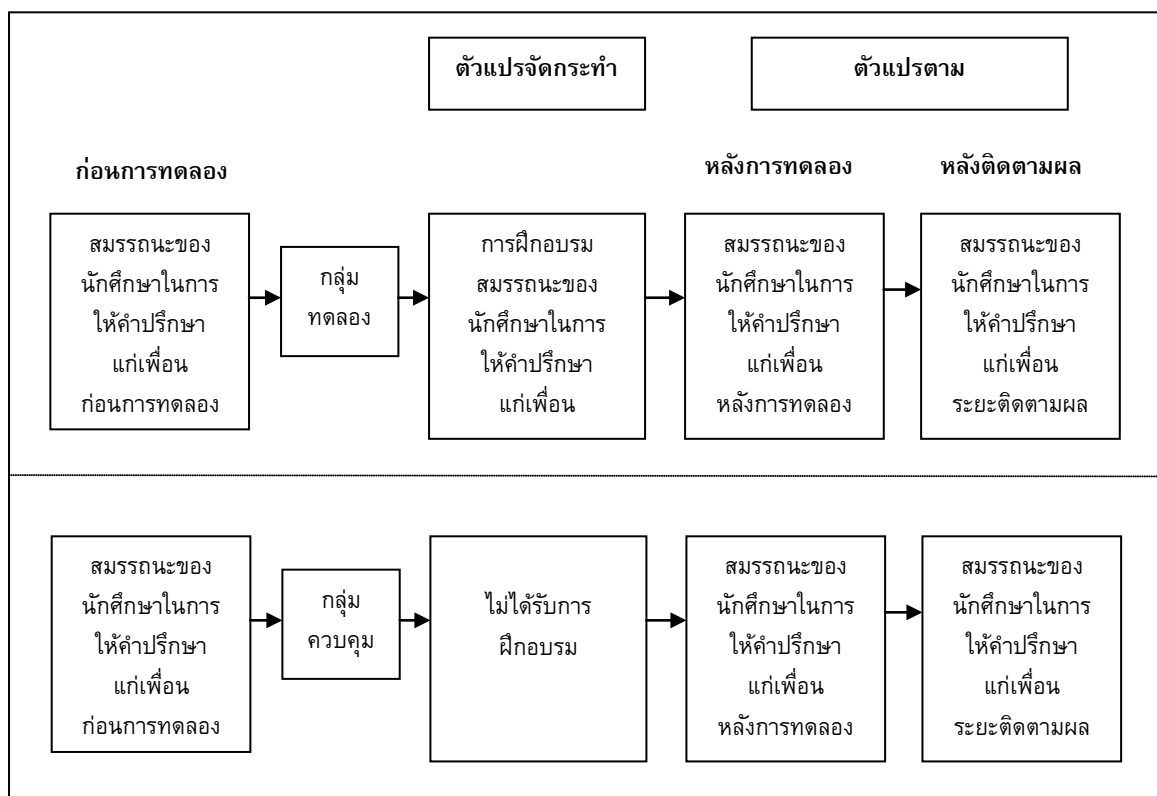 ตัวแปรจัดกระทำ
ตัวแปรตาม
ก่อนการทดลอง
หลังการทดลอง
หลังติดตามผล
สมรรถนะของ
นักศึกษาในการ
ให้คำปรึกษา
แก่เพื่อน
ก่อนการทดลอง
กลุ่ม
ทดลอง
การฝึกอบรม
สมรรถนะของ
นักศึกษาในการ
ให้คำปรึกษา
แก่เพื่อน
สมรรถนะของ
นักศึกษาในการ
ให้คำปรึกษา
แก่เพื่อน
หลังการทดลอง
สมรรถนะของ
นักศึกษาในการ
ให้คำปรึกษา
แก่เพื่อน
ระยะติดตามผล
สมรรถนะของ
นักศึกษาในการ
ให้คำปรึกษา
แก่เพื่อน
ก่อนการทดลอง
กลุ่ม
ควบคุม
ไม่ได้รับการ
ฝึกอบรม
สมรรถนะของ
นักศึกษาในการ
ให้คำปรึกษา
แก่เพื่อน
หลังการทดลอง
สมรรถนะของ
นักศึกษาในการ
ให้คำปรึกษา
แก่เพื่อน
ระยะติดตามผล